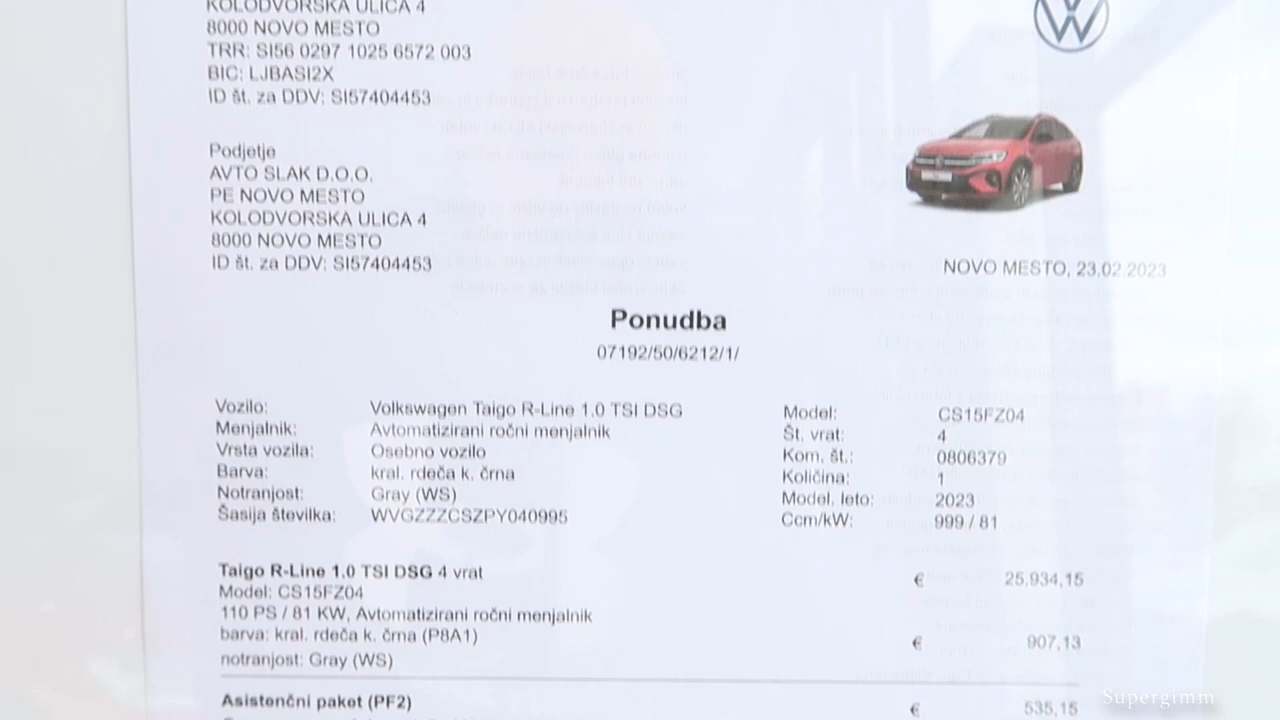 KOLODVORSKA ULICA 4
8000 NOVO MESTO
TRR: SI56 0297 1025 6572 003
BIC: LJBASI2X
ID št. za DDV: SI57404453
Podjetje
AVTO SLAK D.O.O.
PE NOVO MESTO
KOLODVORSKA ULICA 4
8000 NOVO MESTO
ID št. za DDV: SI57404453
NOVO MESTO, 23.02.2023
Ponudba
07192/50/6212/1/
Vozilo: Volkswagen Taigo R-Line 1.0 TSI DSG
Menjalnik: Avtomatizirani ročni menjalnik
Vrsta vozila: Osebno vozilo
Barva: kral. rdeča k. črna
Notranjost: Gray (WS)
Šasija številka: WVGZZZCSZPY040995
Model: CS15FZ04
Št. vrat: 4
Kom. št.: 0806379
Količina: 1
Model. leto: 2023
Ccm/kW: 999 / 81
Taigo R-Line 1.0 TSI DSG 4 vrat € 25.934,15
Model: CS15FZ04
110 PS / 81 KW, Avtomatizirani ročni menjalnik
barva: kral. rdeča k. črna (P8A1) € 907,13
notranjost: Gray (WS)
Asistenčni paket (PF2) € 535,15
Supergimm